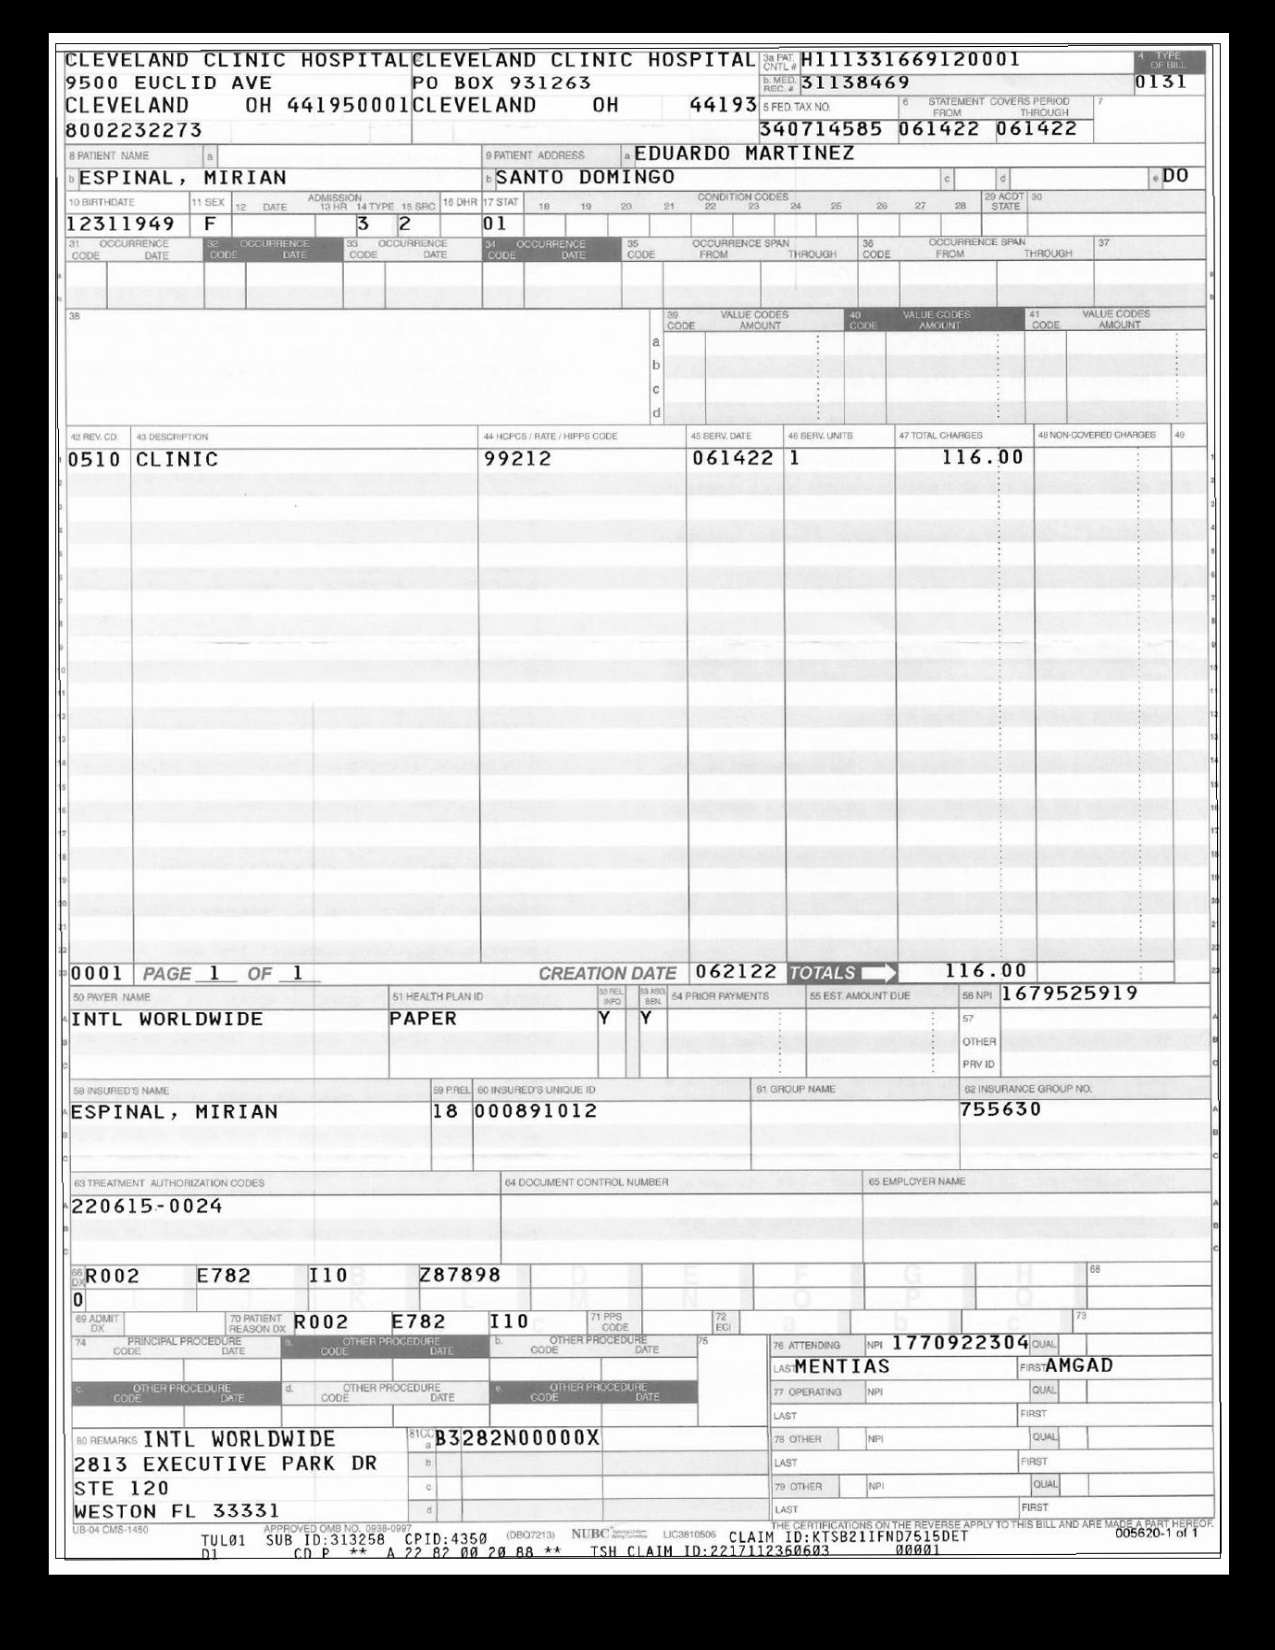 CLEVELAND CLINIC HOSPITAL CLEVELAND CLINIC HOSPITAL 3a PAT. CNTL # H111331669120001 4 TYPE OF BILL
9500 EUCLID AVE PO BOX 931263 b. MED. REC. # 31138469 0131
CLEVELAND OH 441950001 CLEVELAND OH 44193 5 FED. TAX NO. 6 STATEMENT COVERS PERIOD FROM THROUGH 7
8002232273 340714585 061422 061422
8 PATIENT NAME a 9 PATIENT ADDRESS a EDUARDO MARTINEZ
b ESPINAL, MIRIAN b SANTO DOMINGO c d e DO
10 BIRTHDATE 11 SEX 12 DATE ADMISSION 13 HR 14 TYPE 15 SRC 16 DHR 17 STAT 18 19 20 21 CONDITION CODES 22 23 24 25 26 27 28 29 ACDT STATE 30
12311949 F 3 2 01
31 OCCURRENCE CODE DATE 32 OCCURRENCE CODE DATE 33 OCCURRENCE CODE DATE 34 OCCURRENCE CODE DATE 35 OCCURRENCE SPAN CODE FROM THROUGH 36 OCCURRENCE SPAN CODE FROM THROUGH 37
38 39 VALUE CODES CODE AMOUNT 40 VALUE CODES CODE AMOUNT 41 VALUE CODES CODE AMOUNT
a
b
c
d
42 REV. CD. 43 DESCRIPTION 44 HCPCS / RATE / HIPPS CODE 45 SERV. DATE 46 SERV. UNITS 47 TOTAL CHARGES 48 NON-COVERED CHARGES 49
0510 CLINIC 99212 061422 1 116.00
0001 PAGE 1 OF 1 CREATION DATE 062122 TOTALS 116.00
50 PAYER NAME 51 HEALTH PLAN ID 52 REL. INFO 53 ASG. BEN. 54 PRIOR PAYMENTS 55 EST. AMOUNT DUE 56 NPI 1679525919
INTL WORLDWIDE PAPER Y Y 57
OTHER
PRV ID
58 INSURED'S NAME 59 P.REL 60 INSURED'S UNIQUE ID 61 GROUP NAME 62 INSURANCE GROUP NO.
ESPINAL, MIRIAN 18 000891012 755630
63 TREATMENT AUTHORIZATION CODES 64 DOCUMENT CONTROL NUMBER 65 EMPLOYER NAME
220615-0024
66 DX R002 E782 I10 Z87898 68
0
69 ADMIT DX 70 PATIENT REASON DX R002 E782 I10 71 PPS CODE 72 ECI 73
74 PRINCIPAL PROCEDURE CODE DATE a. OTHER PROCEDURE CODE DATE b. OTHER PROCEDURE CODE DATE 75 76 ATTENDING NPI 1770922304 QUAL
LAST MENTIAS FIRST AMGAD
c. OTHER PROCEDURE CODE DATE d. OTHER PROCEDURE CODE DATE e. OTHER PROCEDURE CODE DATE 77 OPERATING NPI QUAL
LAST FIRST
80 REMARKS INTL WORLDWIDE 81CC a B3 282N00000X 78 OTHER NPI QUAL
2813 EXECUTIVE PARK DR b LAST FIRST
STE 120 c 79 OTHER NPI QUAL
WESTON FL 33331 d LAST FIRST
UB-04 CMS-1450 APPROVED OMB NO. 0938-0997 THE CERTIFICATIONS ON THE REVERSE APPLY TO THIS BILL AND ARE MADE A PART HEREOF.
TUL01 SUB ID:313258 CPID:4350 (DBQ7213) NUBC LIC3810506 CLAIM ID:KTSB21IFND7515DET 005620-1 of 1
D1 CD P ** A 22 82 00 20 88 ** TSH CLAIM ID:2217112360603 00001